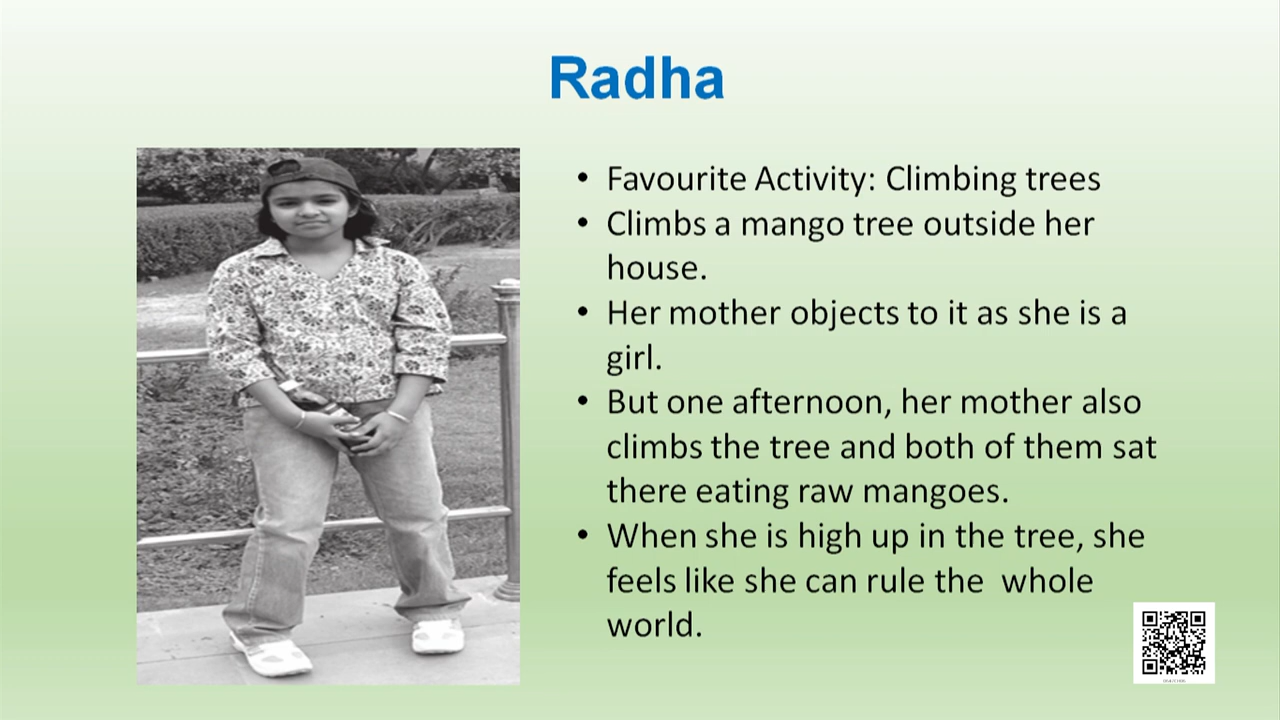 Radha
• Favourite Activity: Climbing trees
• Climbs a mango tree outside her
house.
• Her mother objects to it as she is a
girl.
• But one afternoon, her mother also
climbs the tree and both of them sat
there eating raw mangoes.
• When she is high up in the tree, she
feels like she can rule the  whole
world.